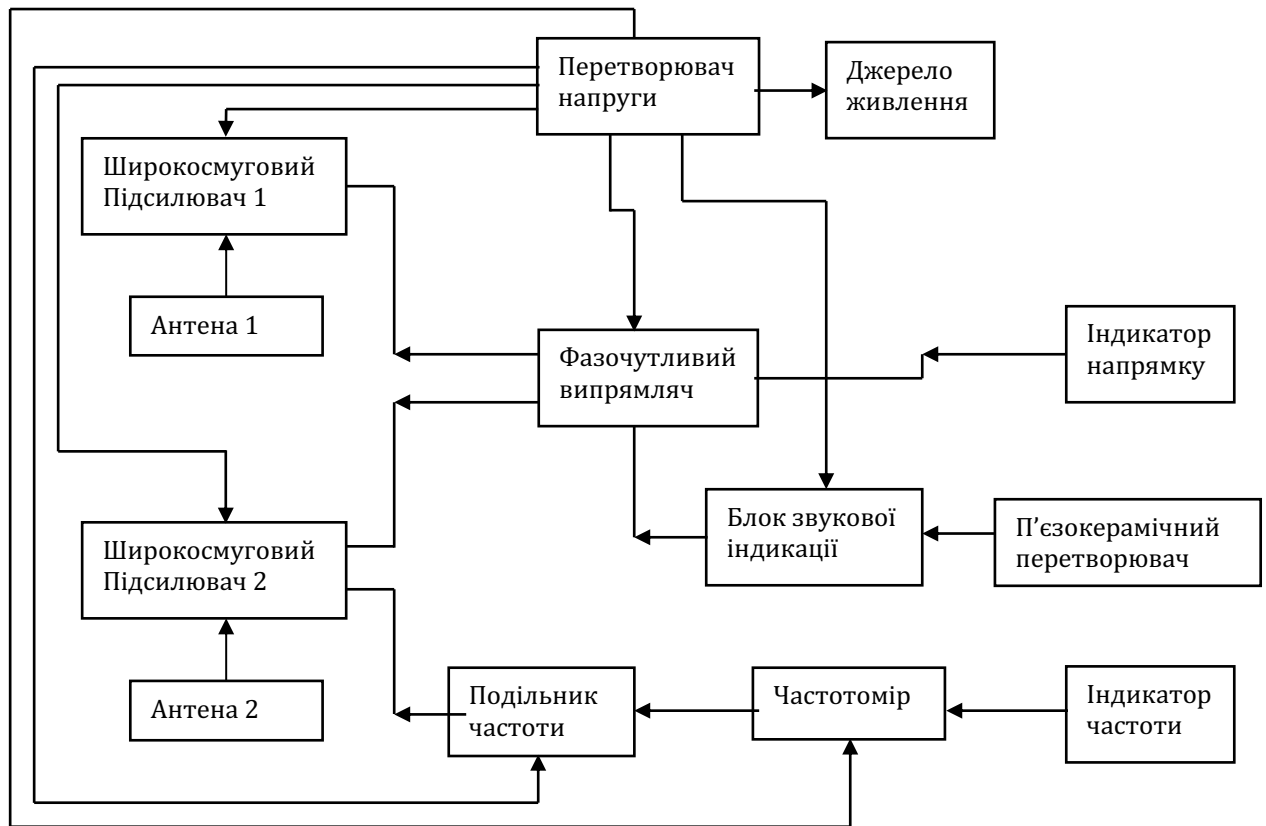 Перетворювач
напруги
Джерело
живлення
Широкосмуговий
Підсилювач 1
Антена 1
Фазочутливий
випрямляч
Індикатор
напрямку
Блок звукової
індикації
П’єзокерамічний
перетворювач
Широкосмуговий
Підсилювач 2
Антена 2
Подільник
частоти
Частотомір
Індикатор
частоти